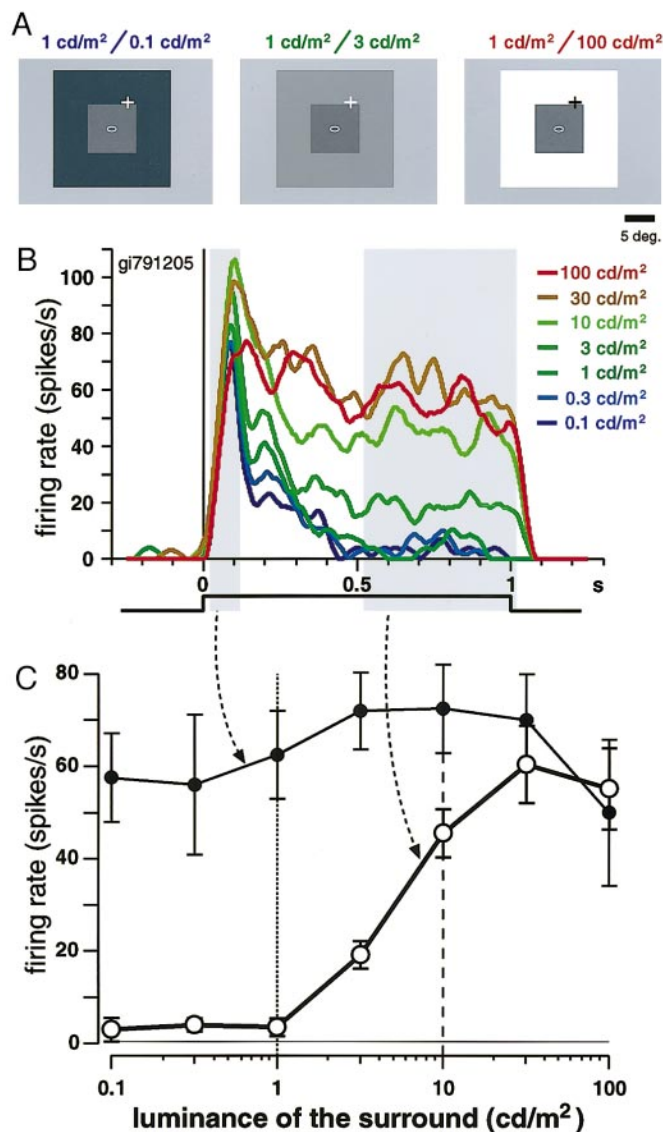 A
1 cd/m² / 0.1 cd/m²
1 cd/m² / 3 cd/m²
1 cd/m² / 100 cd/m²
5 deg.
B
gi791205
firing rate (spikes/s)
100
80
60
40
20
0
100 cd/m²
30 cd/m²
10 cd/m²
3 cd/m²
1 cd/m²
0.3 cd/m²
0.1 cd/m²
0
0.5
1
s
C
firing rate (spikes/s)
80
60
40
20
0
0.1
1
10
100
luminance of the surround (cd/m²)